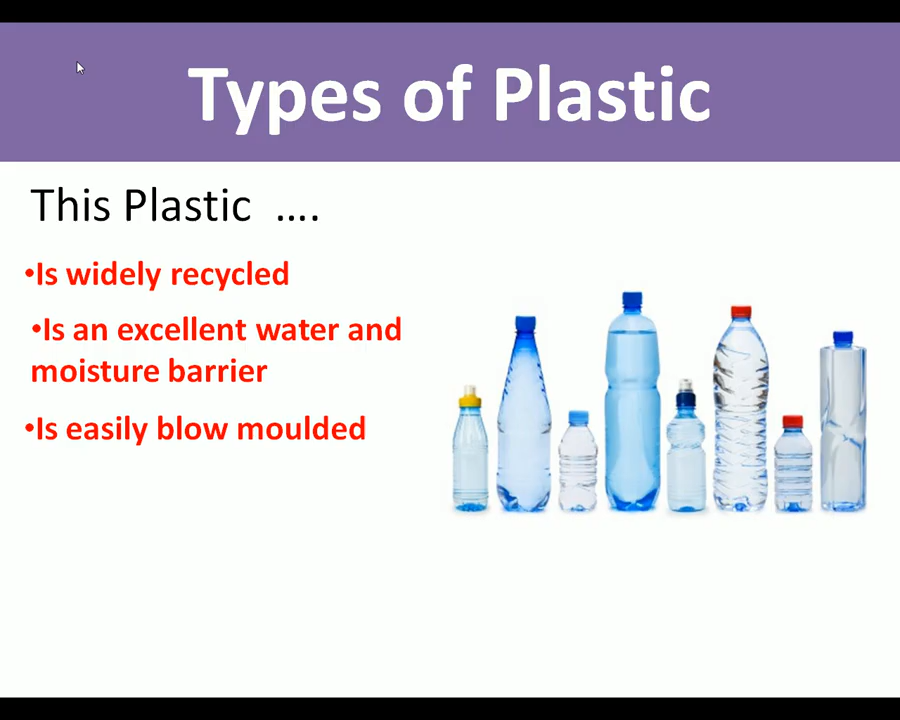 Types of Plastic
This Plastic  ....
•Is widely recycled
•Is an excellent water and
moisture barrier
•Is easily blow moulded